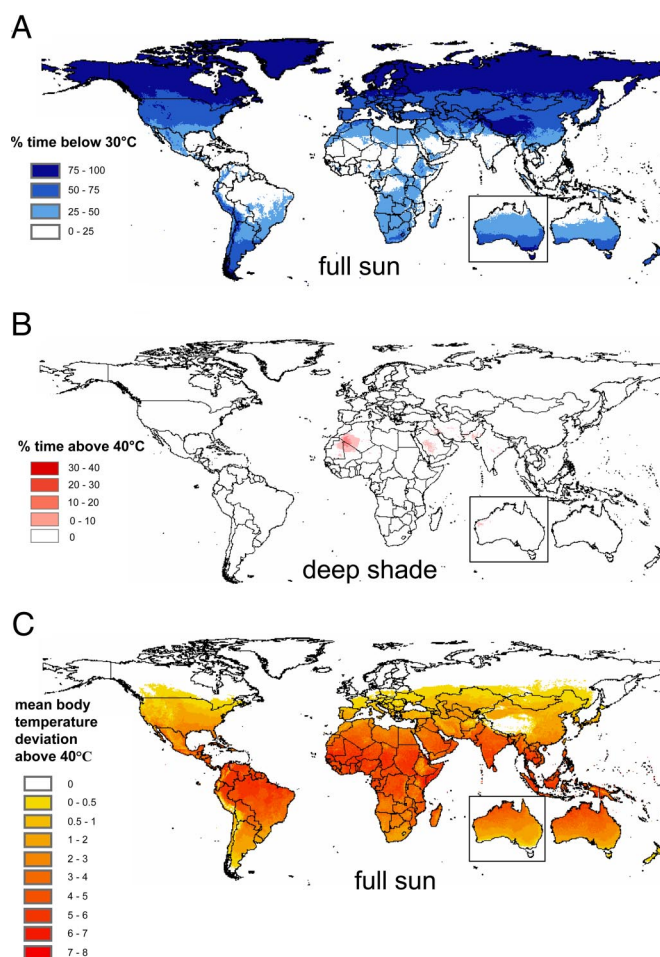 A
% time below 30°C
75 - 100
50 - 75
25 - 50
0 - 25
full sun
B
% time above 40°C
30 - 40
20 - 30
10 - 20
0 - 10
0
deep shade
C
mean body
temperature
deviation
above 40°C
0
0 - 0.5
0.5 - 1
1 - 2
2 - 3
3 - 4
4 - 5
5 - 6
6 - 7
7 - 8
full sun